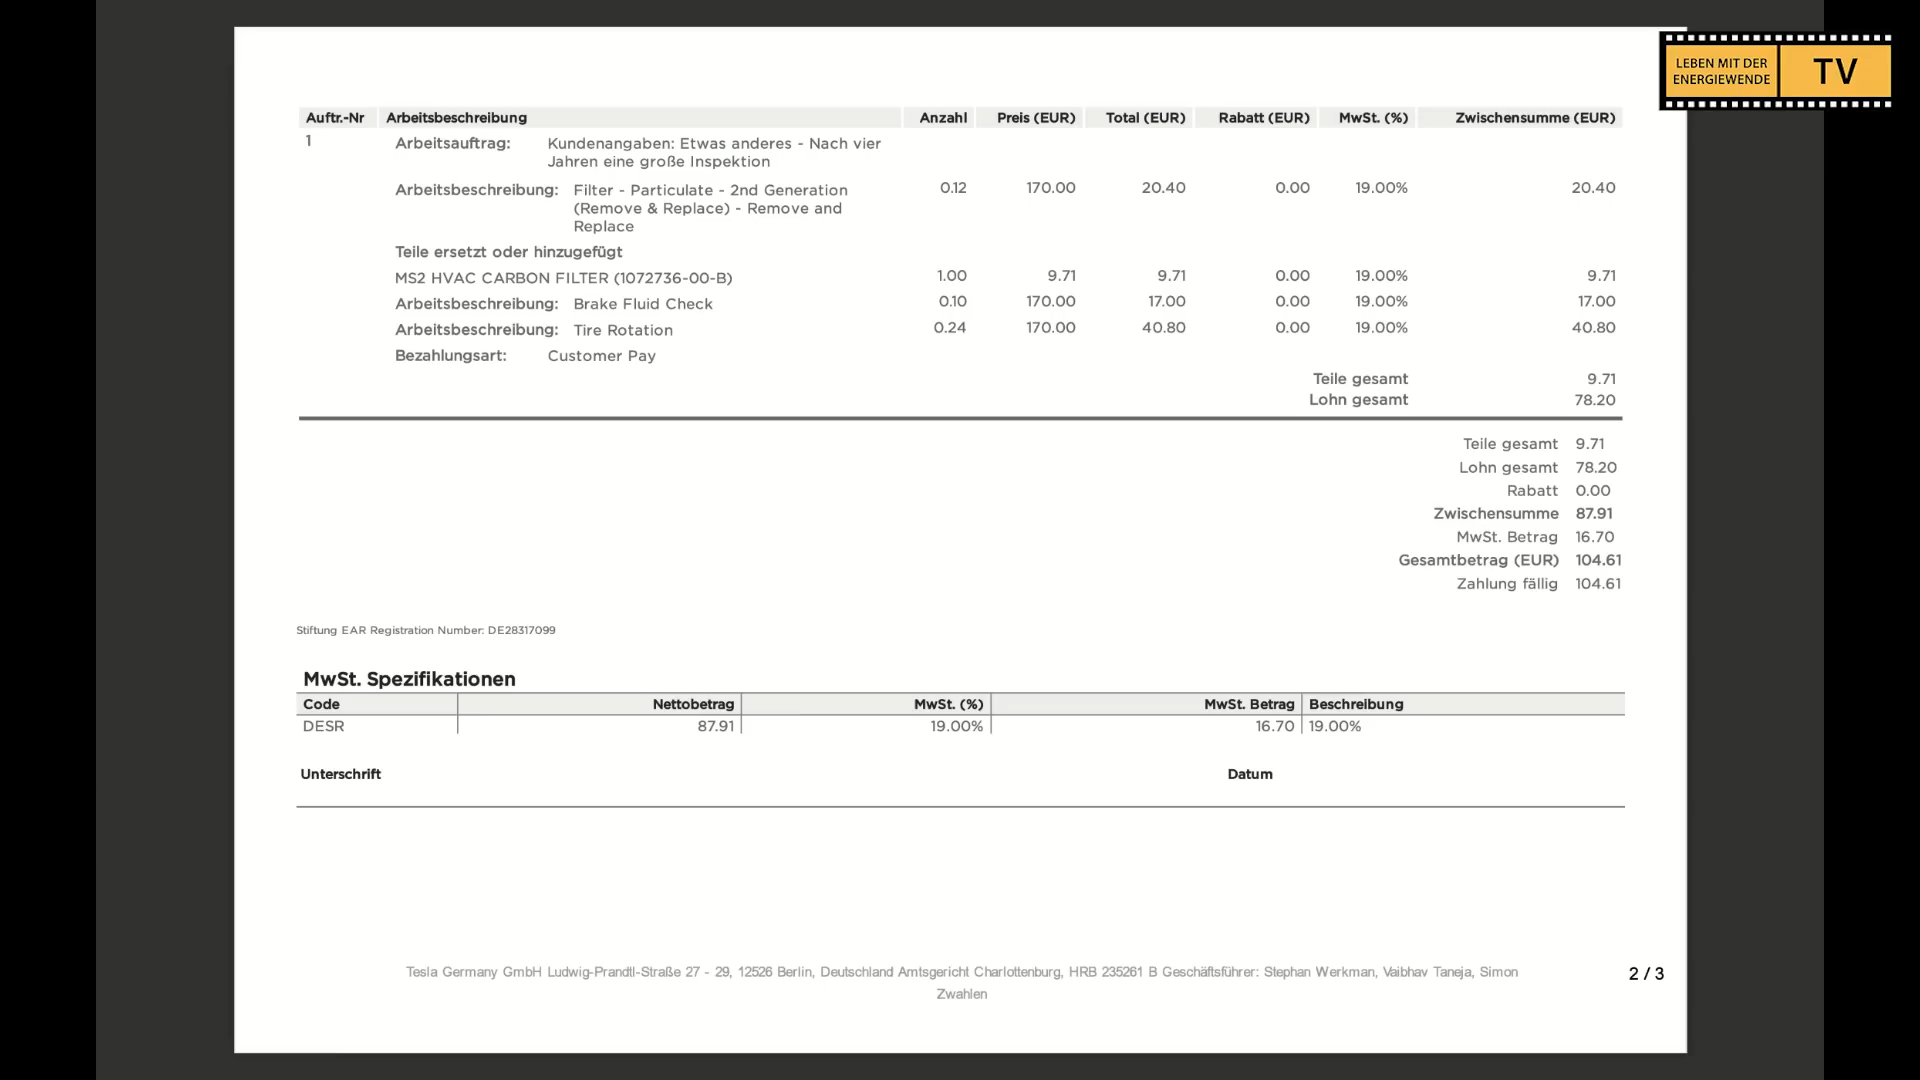 LEBEN MIT DER
ENERGIEWENDE
TV
Auftr.-Nr Arbeitsbeschreibung Anzahl Preis (EUR) Total (EUR) Rabatt (EUR) MwSt. (%) Zwischensumme (EUR)
1 Arbeitsauftrag: Kundenangaben: Etwas anderes - Nach vier
Jahren eine große Inspektion
Arbeitsbeschreibung: Filter - Particulate - 2nd Generation 0.12 170.00 20.40 0.00 19.00% 20.40
(Remove & Replace) - Remove and
Replace
Teile ersetzt oder hinzugefügt
MS2 HVAC CARBON FILTER (1072736-00-B) 1.00 9.71 9.71 0.00 19.00% 9.71
Arbeitsbeschreibung: Brake Fluid Check 0.10 170.00 17.00 0.00 19.00% 17.00
Arbeitsbeschreibung: Tire Rotation 0.24 170.00 40.80 0.00 19.00% 40.80
Bezahlungsart: Customer Pay
Teile gesamt 9.71
Lohn gesamt 78.20
Teile gesamt 9.71
Lohn gesamt 78.20
Rabatt 0.00
Zwischensumme 87.91
MwSt. Betrag 16.70
Gesamtbetrag (EUR) 104.61
Zahlung fällig 104.61
Stiftung EAR Registration Number: DE28317099
MwSt. Spezifikationen
Code Nettobetrag MwSt. (%) MwSt. Betrag Beschreibung
DESR 87.91 19.00% 16.70 19.00%
Unterschrift Datum
Tesla Germany GmbH Ludwig-Prandtl-Straße 27 - 29, 12526 Berlin, Deutschland Amtsgericht Charlottenburg, HRB 235261 B Geschäftsführer: Stephan Werkman, Vaibhav Taneja, Simon
Zwahlen
2 / 3